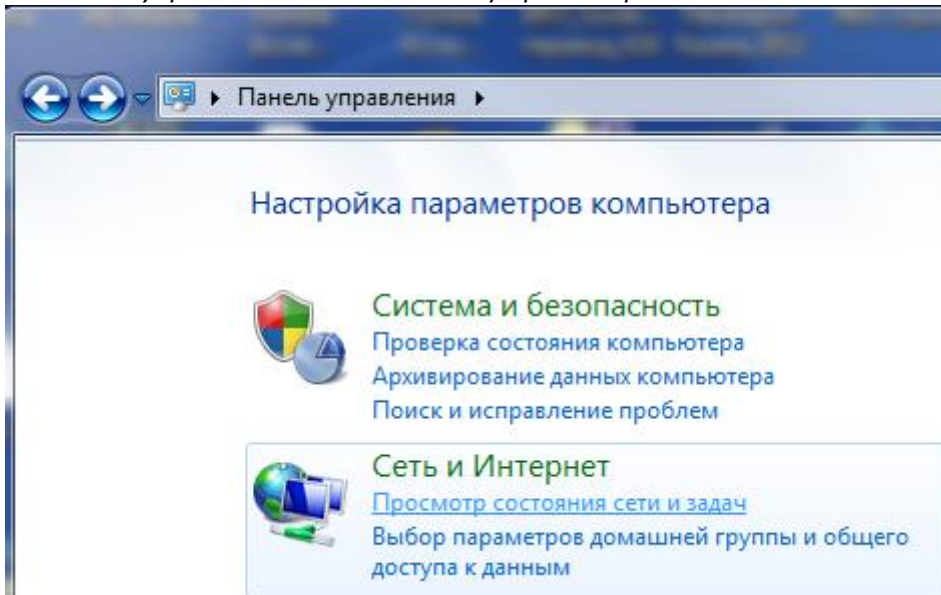 Панель управления
Настройка параметров компьютера
Система и безопасность
Проверка состояния компьютера
Архивирование данных компьютера
Поиск и исправление проблем
Сеть и Интернет
Просмотр состояния сети и задач
Выбор параметров домашней группы и общего
доступа к данным